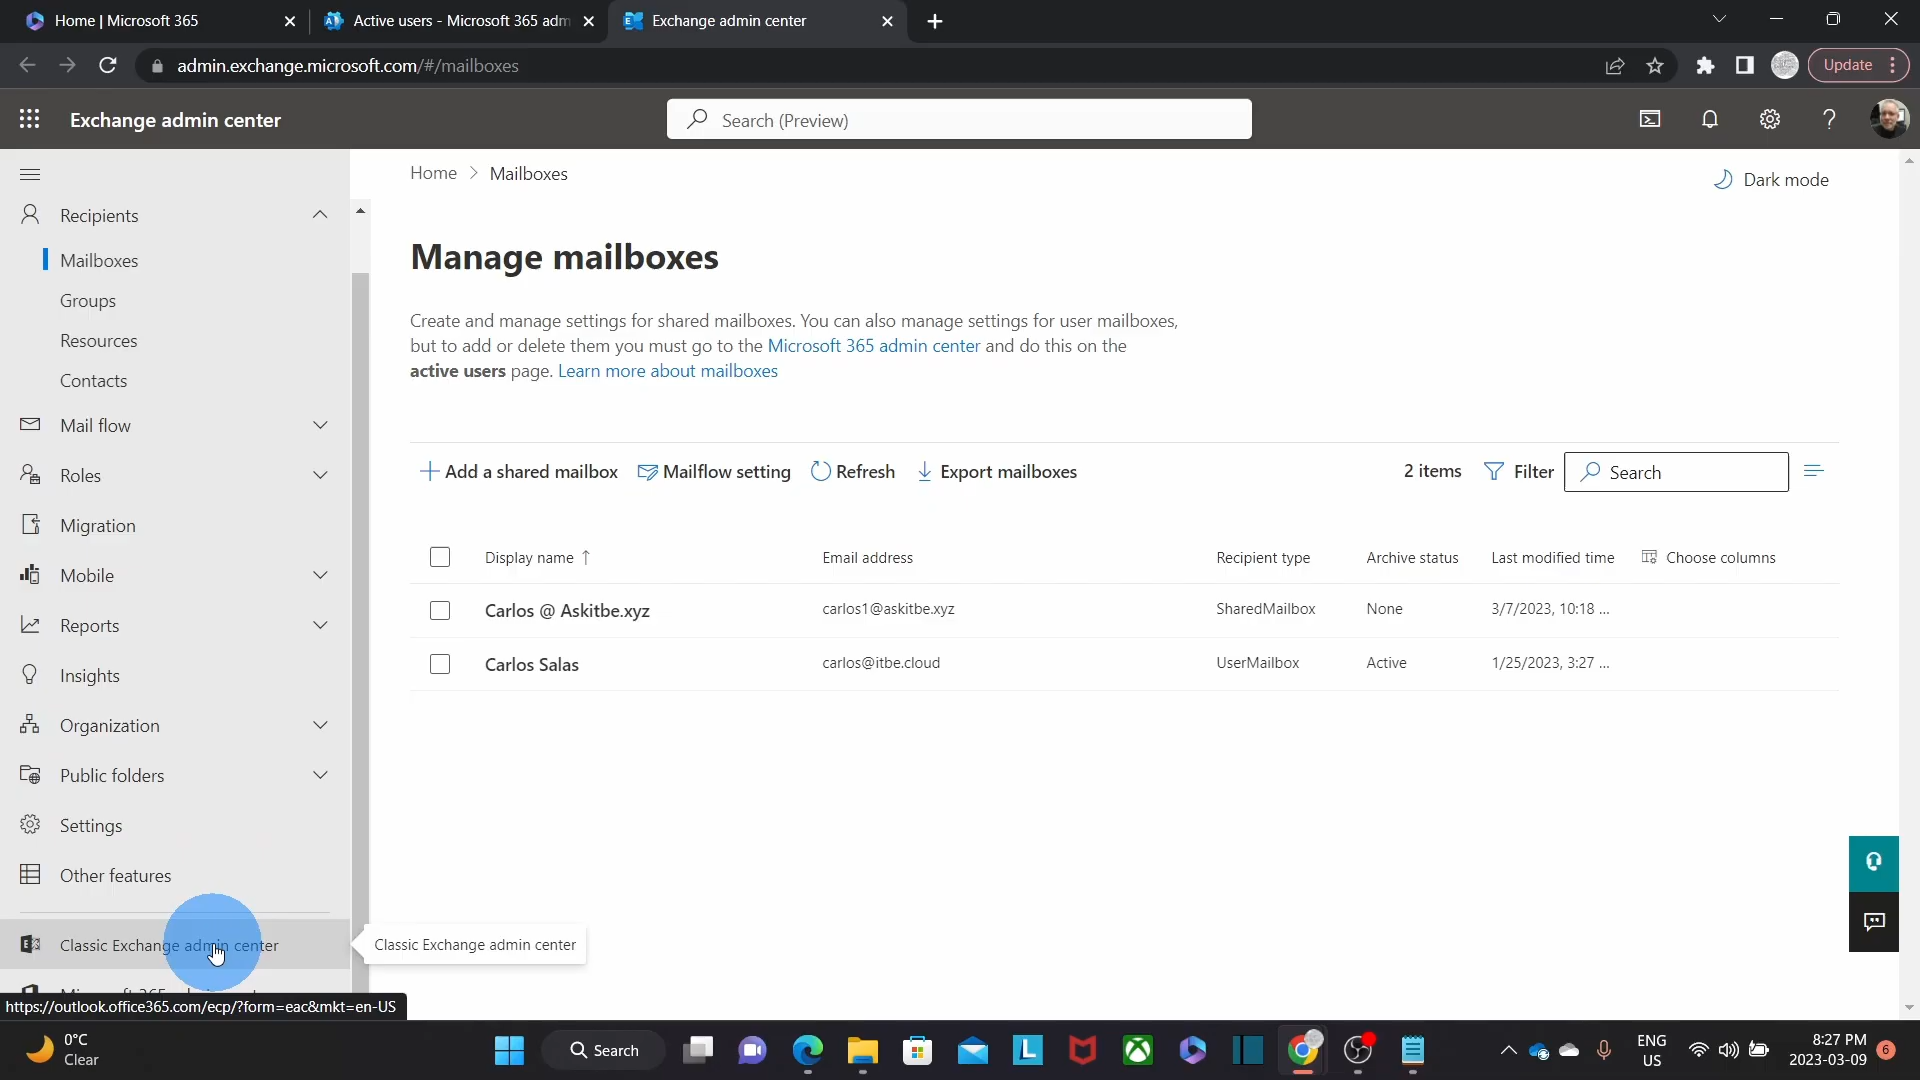 Home | Microsoft 365
Active users - Microsoft 365 adm
Exchange admin center
admin.exchange.microsoft.com/#/mailboxes
Update
Exchange admin center
Search (Preview)
Home > Mailboxes
Dark mode
Recipients
Mailboxes
Groups
Resources
Contacts
Mail flow
Roles
Migration
Mobile
Reports
Insights
Organization
Public folders
Settings
Other features
Classic Exchange admin center
Classic Exchange admin center
https://outlook.office365.com/ecp/?form=eac&mkt=en-US
Manage mailboxes
Create and manage settings for shared mailboxes. You can also manage settings for user mailboxes,
but to add or delete them you must go to the Microsoft 365 admin center and do this on the
active users page. Learn more about mailboxes
Add a shared mailbox Mailflow setting Refresh Export mailboxes 2 items Filter Search
Display name ↑ Email address Recipient type Archive status Last modified time Choose columns
Carlos @ Askitbe.xyz carlos1@askitbe.xyz SharedMailbox None 3/7/2023, 10:18 ...
Carlos Salas carlos@itbe.cloud UserMailbox Active 1/25/2023, 3:27 ...
0°C
Clear
Search
ENG
US
8:27 PM
2023-03-09
6